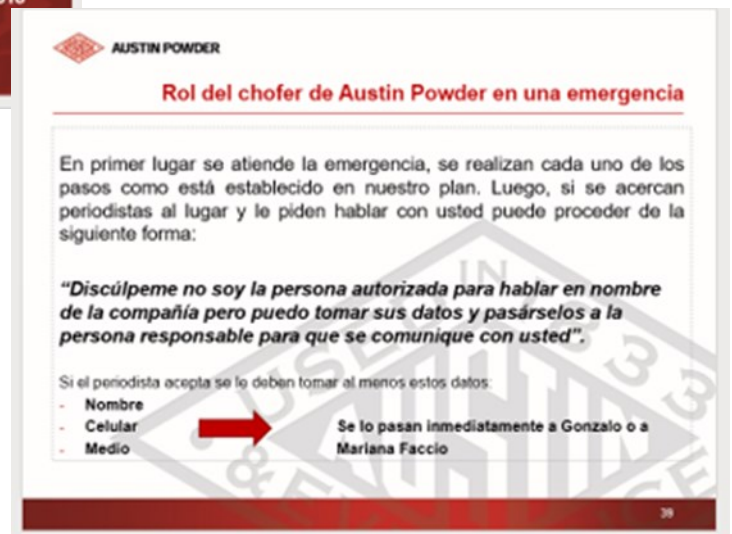 AUSTIN POWDER
Rol del chofer de Austin Powder en una emergencia
En primer lugar se atiende la emergencia, se realizan cada uno de los
pasos como está establecido en nuestro plan. Luego, si se acercan
periodistas al lugar y le piden hablar con usted puede proceder de la
siguiente forma:
“Discúlpeme no soy la persona autorizada para hablar en nombre
de la compañía pero puedo tomar sus datos y pasárselos a la
persona responsable para que se comunique con usted”.
Si el periodista acepta se le deben tomar al menos estos datos:
- Nombre
- Celular
- Medio
Se lo pasan inmediatamente a Gonzalo o a
Mariana Faccio
39